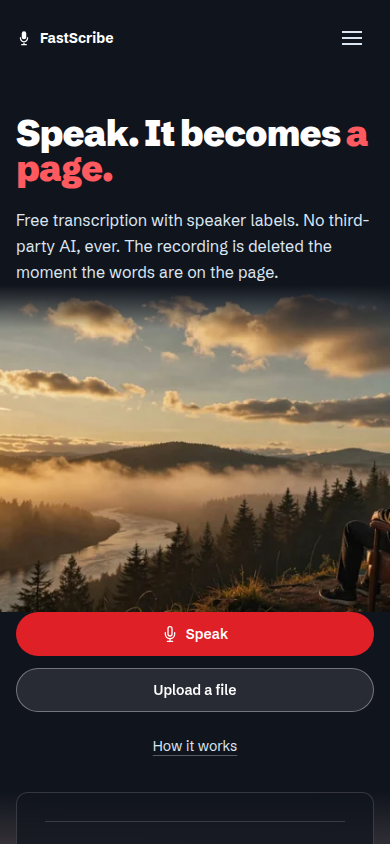 FastScribe
Speak. It becomes a
page.
Free transcription with speaker labels. No third-
party AI, ever. The recording is deleted the
moment the words are on the page.
Speak
Upload a file
How it works